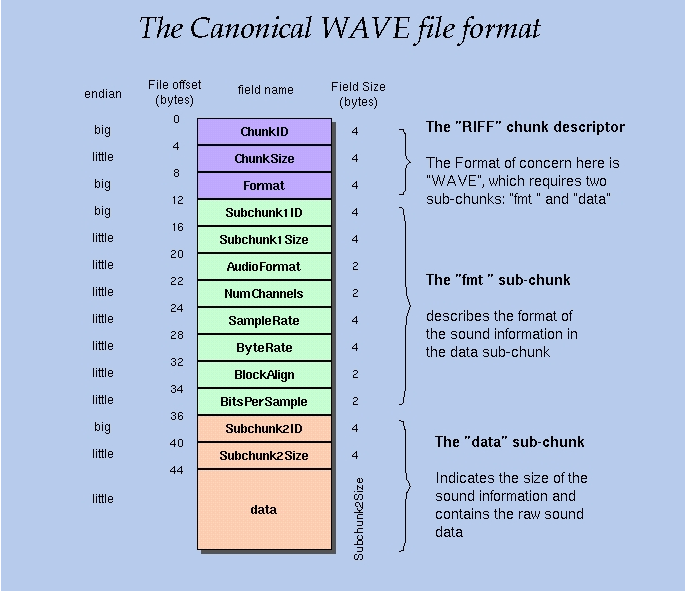 The Canonical WAVE file format
endian
File offset
(bytes)
field name
Field Size
(bytes)
0
big ChunkID 4
4
little ChunkSize 4
8
big Format 4
12
big Subchunk1ID 4
16
little Subchunk1Size 4
20
little AudioFormat 2
22
little NumChannels 2
24
little SampleRate 4
28
little ByteRate 4
32
little BlockAlign 2
34
little BitsPerSample 2
36
big Subchunk2ID 4
40
little Subchunk2Size 4
44
little data Subchunk2Size
The "RIFF" chunk descriptor
The Format of concern here is
"WAVE", which requires two
sub-chunks: "fmt " and "data"
The "fmt " sub-chunk
describes the format of
the sound information in
the data sub-chunk
The "data" sub-chunk
Indicates the size of the
sound information and
contains the raw sound
data